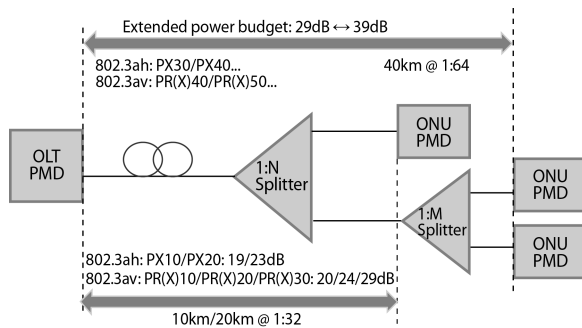 Extended power budget: 29dB ↔ 39dB
802.3ah: PX30/PX40...
802.3av: PR(X)40/PR(X)50...
40km @ 1:64
OLT
PMD
1:N
Splitter
ONU
PMD
1:M
Splitter
ONU
PMD
ONU
PMD
802.3ah: PX10/PX20: 19/23dB
802.3av: PR(X)10/PR(X)20/PR(X)30: 20/24/29dB
10km/20km @ 1:32